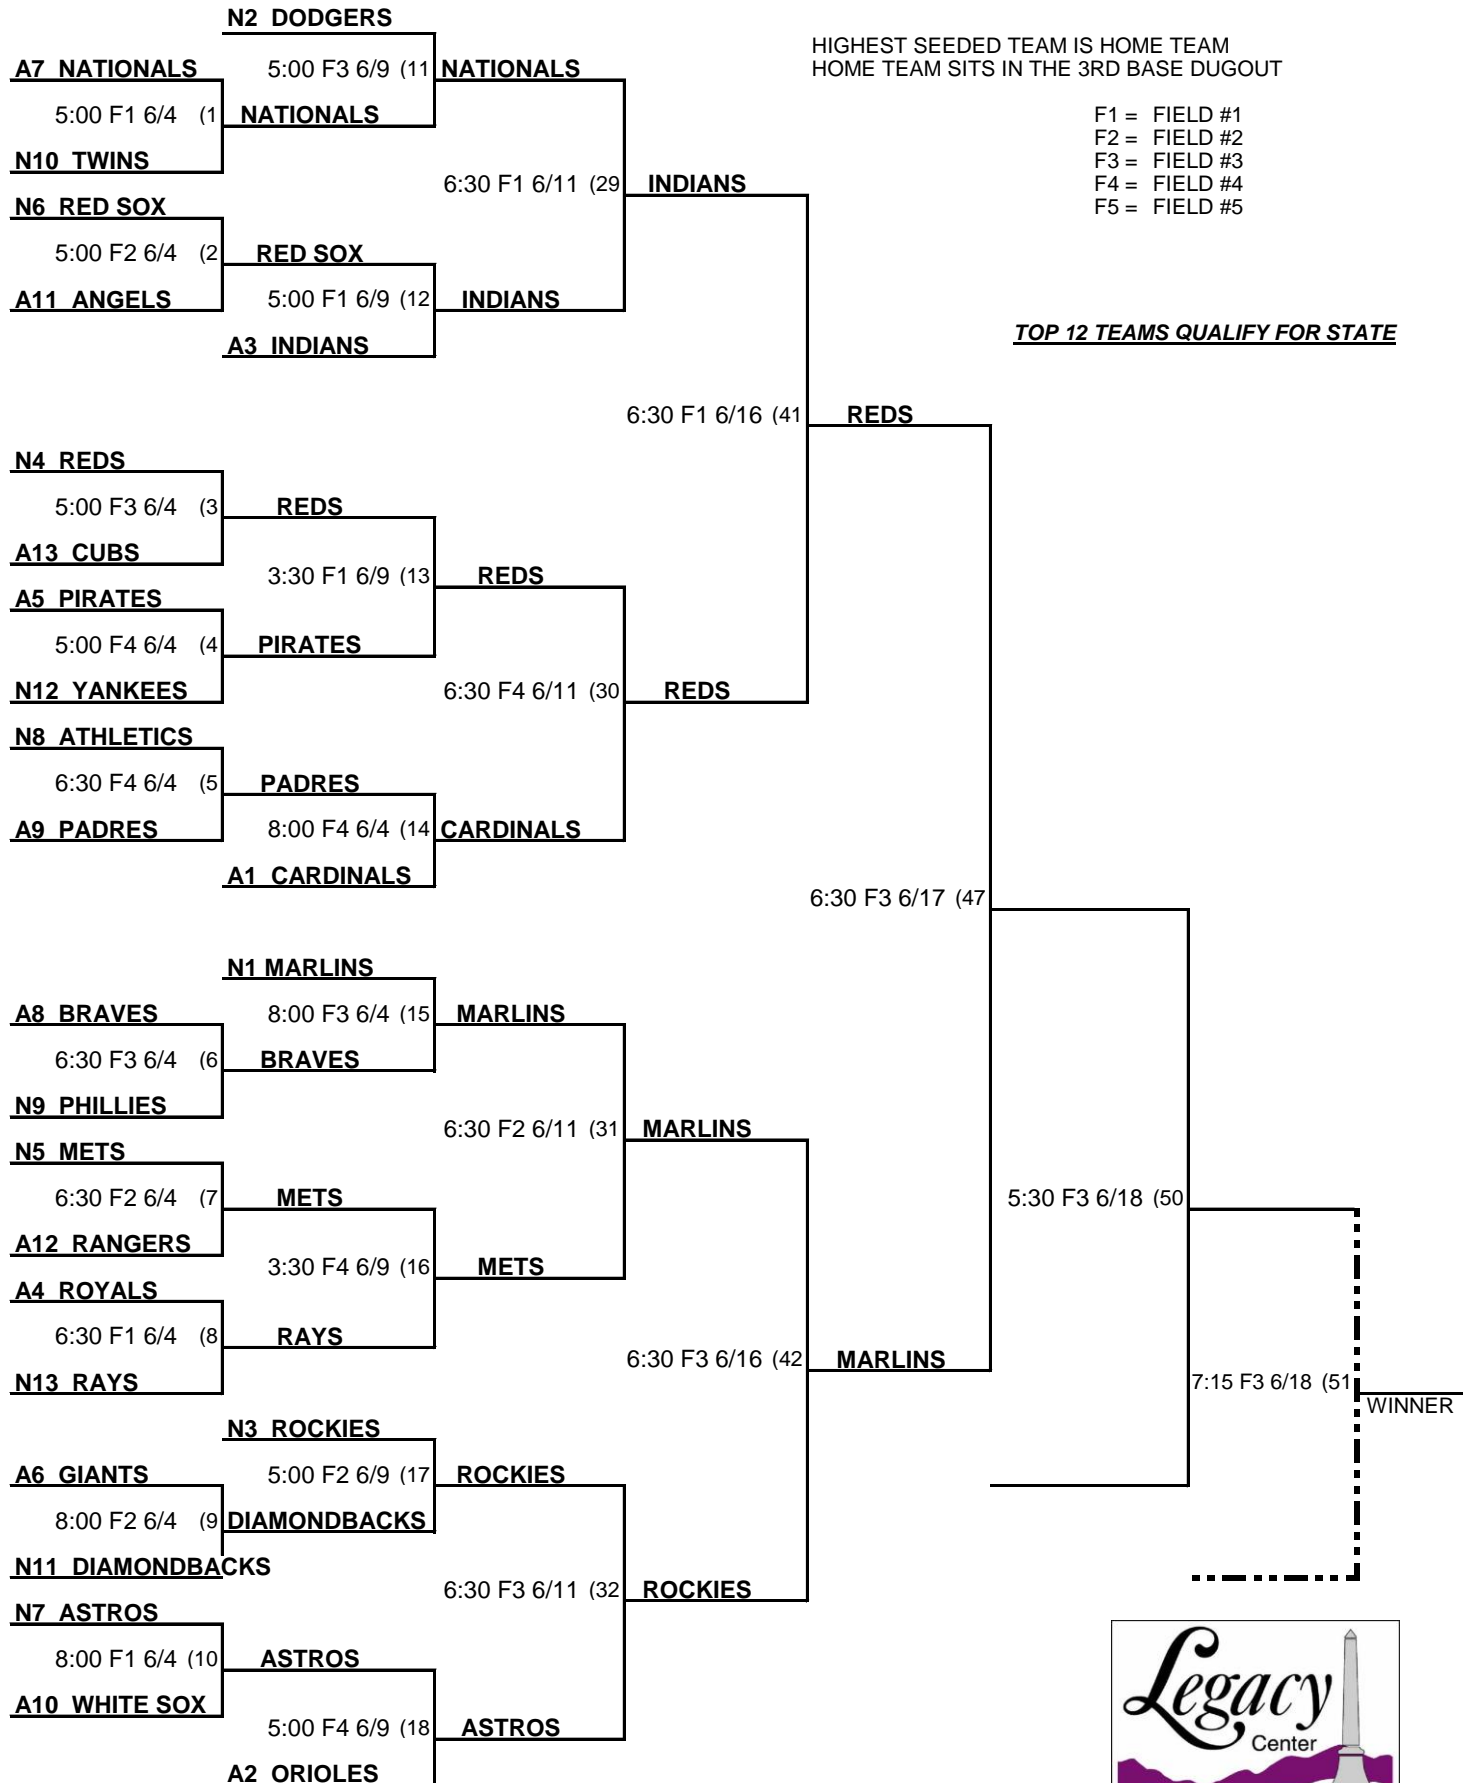 N2 DODGERS
HIGHEST SEEDED TEAM IS HOME TEAM
HOME TEAM SITS IN THE 3RD BASE DUGOUT
A7 NATIONALS
5:00 F3 6/9 (11
NATIONALS
5:00 F1 6/4 (1
NATIONALS
F1 = FIELD #1
F2 = FIELD #2
F3 = FIELD #3
F4 = FIELD #4
F5 = FIELD #5
N10 TWINS
6:30 F1 6/11 (29
INDIANS
N6 RED SOX
5:00 F2 6/4 (2
RED SOX
A11 ANGELS
5:00 F1 6/9 (12
INDIANS
A3 INDIANS
TOP 12 TEAMS QUALIFY FOR STATE
6:30 F1 6/16 (41
REDS
N4 REDS
5:00 F3 6/4 (3
REDS
A13 CUBS
3:30 F1 6/9 (13
REDS
A5 PIRATES
5:00 F4 6/4 (4
PIRATES
N12 YANKEES
6:30 F4 6/11 (30
REDS
N8 ATHLETICS
6:30 F4 6/4 (5
PADRES
A9 PADRES
8:00 F4 6/4 (14
CARDINALS
A1 CARDINALS
6:30 F3 6/17 (47
N1 MARLINS
A8 BRAVES
8:00 F3 6/4 (15
MARLINS
6:30 F3 6/4 (6
BRAVES
N9 PHILLIES
6:30 F2 6/11 (31
MARLINS
N5 METS
6:30 F2 6/4 (7
METS
5:30 F3 6/18 (50
A12 RANGERS
3:30 F4 6/9 (16
METS
A4 ROYALS
6:30 F1 6/4 (8
RAYS
6:30 F3 6/16 (42
MARLINS
N13 RAYS
7:15 F3 6/18 (51
WINNER
N3 ROCKIES
A6 GIANTS
5:00 F2 6/9 (17
ROCKIES
8:00 F2 6/4 (9
DIAMONDBACKS
N11 DIAMONDBACKS
6:30 F3 6/11 (32
ROCKIES
N7 ASTROS
8:00 F1 6/4 (10
ASTROS
A10 WHITE SOX
5:00 F4 6/9 (18
ASTROS
A2 ORIOLES
Legacy
Center